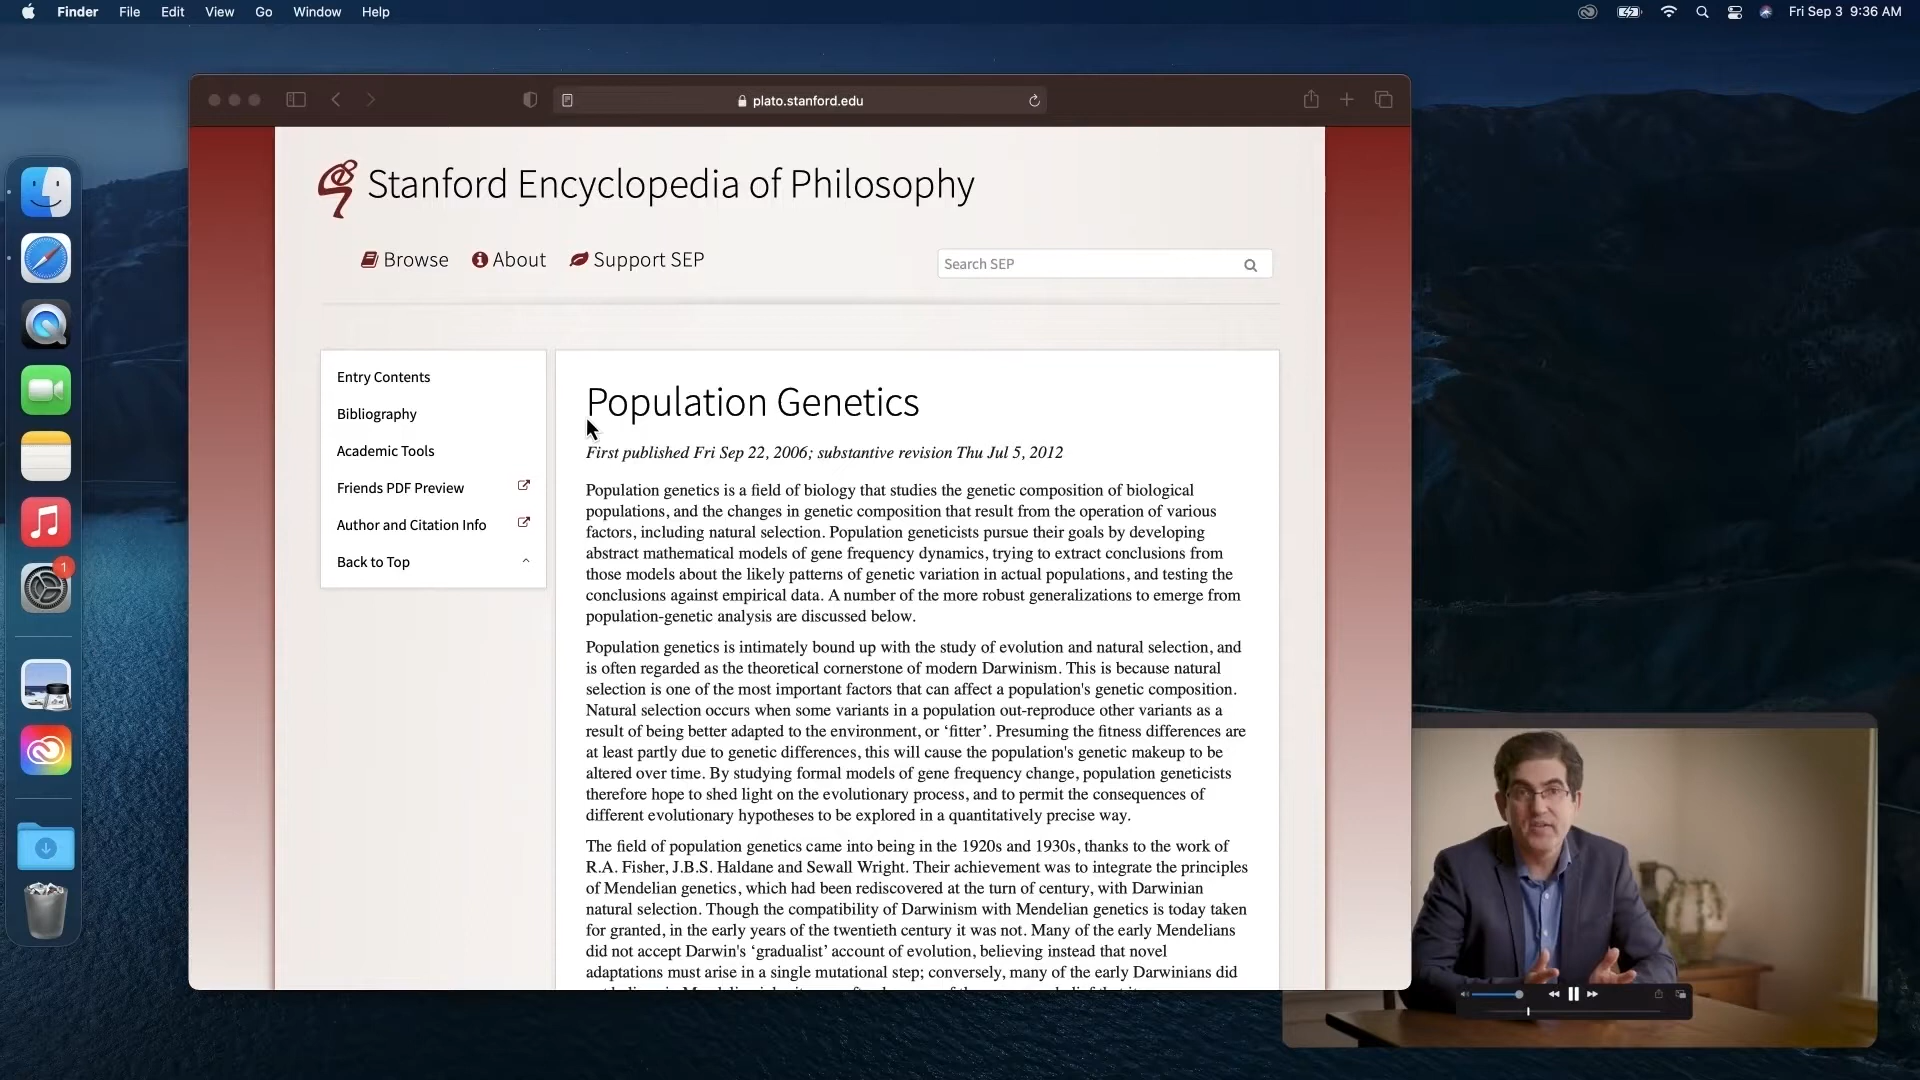 Finder File Edit View Go Window Help
Fri Sep 3 9:36 AM
plato.stanford.edu
Stanford Encyclopedia of Philosophy
Browse About Support SEP
Search SEP
Entry Contents
Bibliography
Academic Tools
Friends PDF Preview
Author and Citation Info
Back to Top
1
Population Genetics
First published Fri Sep 22, 2006; substantive revision Thu Jul 5, 2012
Population genetics is a field of biology that studies the genetic composition of biological
populations, and the changes in genetic composition that result from the operation of various
factors, including natural selection. Population geneticists pursue their goals by developing
abstract mathematical models of gene frequency dynamics, trying to extract conclusions from
those models about the likely patterns of genetic variation in actual populations, and testing the
conclusions against empirical data. A number of the more robust generalizations to emerge from
population-genetic analysis are discussed below.
Population genetics is intimately bound up with the study of evolution and natural selection, and
is often regarded as the theoretical cornerstone of modern Darwinism. This is because natural
selection is one of the most important factors that can affect a population's genetic composition.
Natural selection occurs when some variants in a population out-reproduce other variants as a
result of being better adapted to the environment, or ‘fitter’. Presuming the fitness differences are
at least partly due to genetic differences, this will cause the population's genetic makeup to be
altered over time. By studying formal models of gene frequency change, population geneticists
therefore hope to shed light on the evolutionary process, and to permit the consequences of
different evolutionary hypotheses to be explored in a quantitatively precise way.
The field of population genetics came into being in the 1920s and 1930s, thanks to the work of
R.A. Fisher, J.B.S. Haldane and Sewall Wright. Their achievement was to integrate the principles
of Mendelian genetics, which had been rediscovered at the turn of century, with Darwinian
natural selection. Though the compatibility of Darwinism with Mendelian genetics is today taken
for granted, in the early years of the twentieth century it was not. Many of the early Mendelians
did not accept Darwin's ‘gradualist’ account of evolution, believing instead that novel
adaptations must arise in a single mutational step; conversely, many of the early Darwinians did